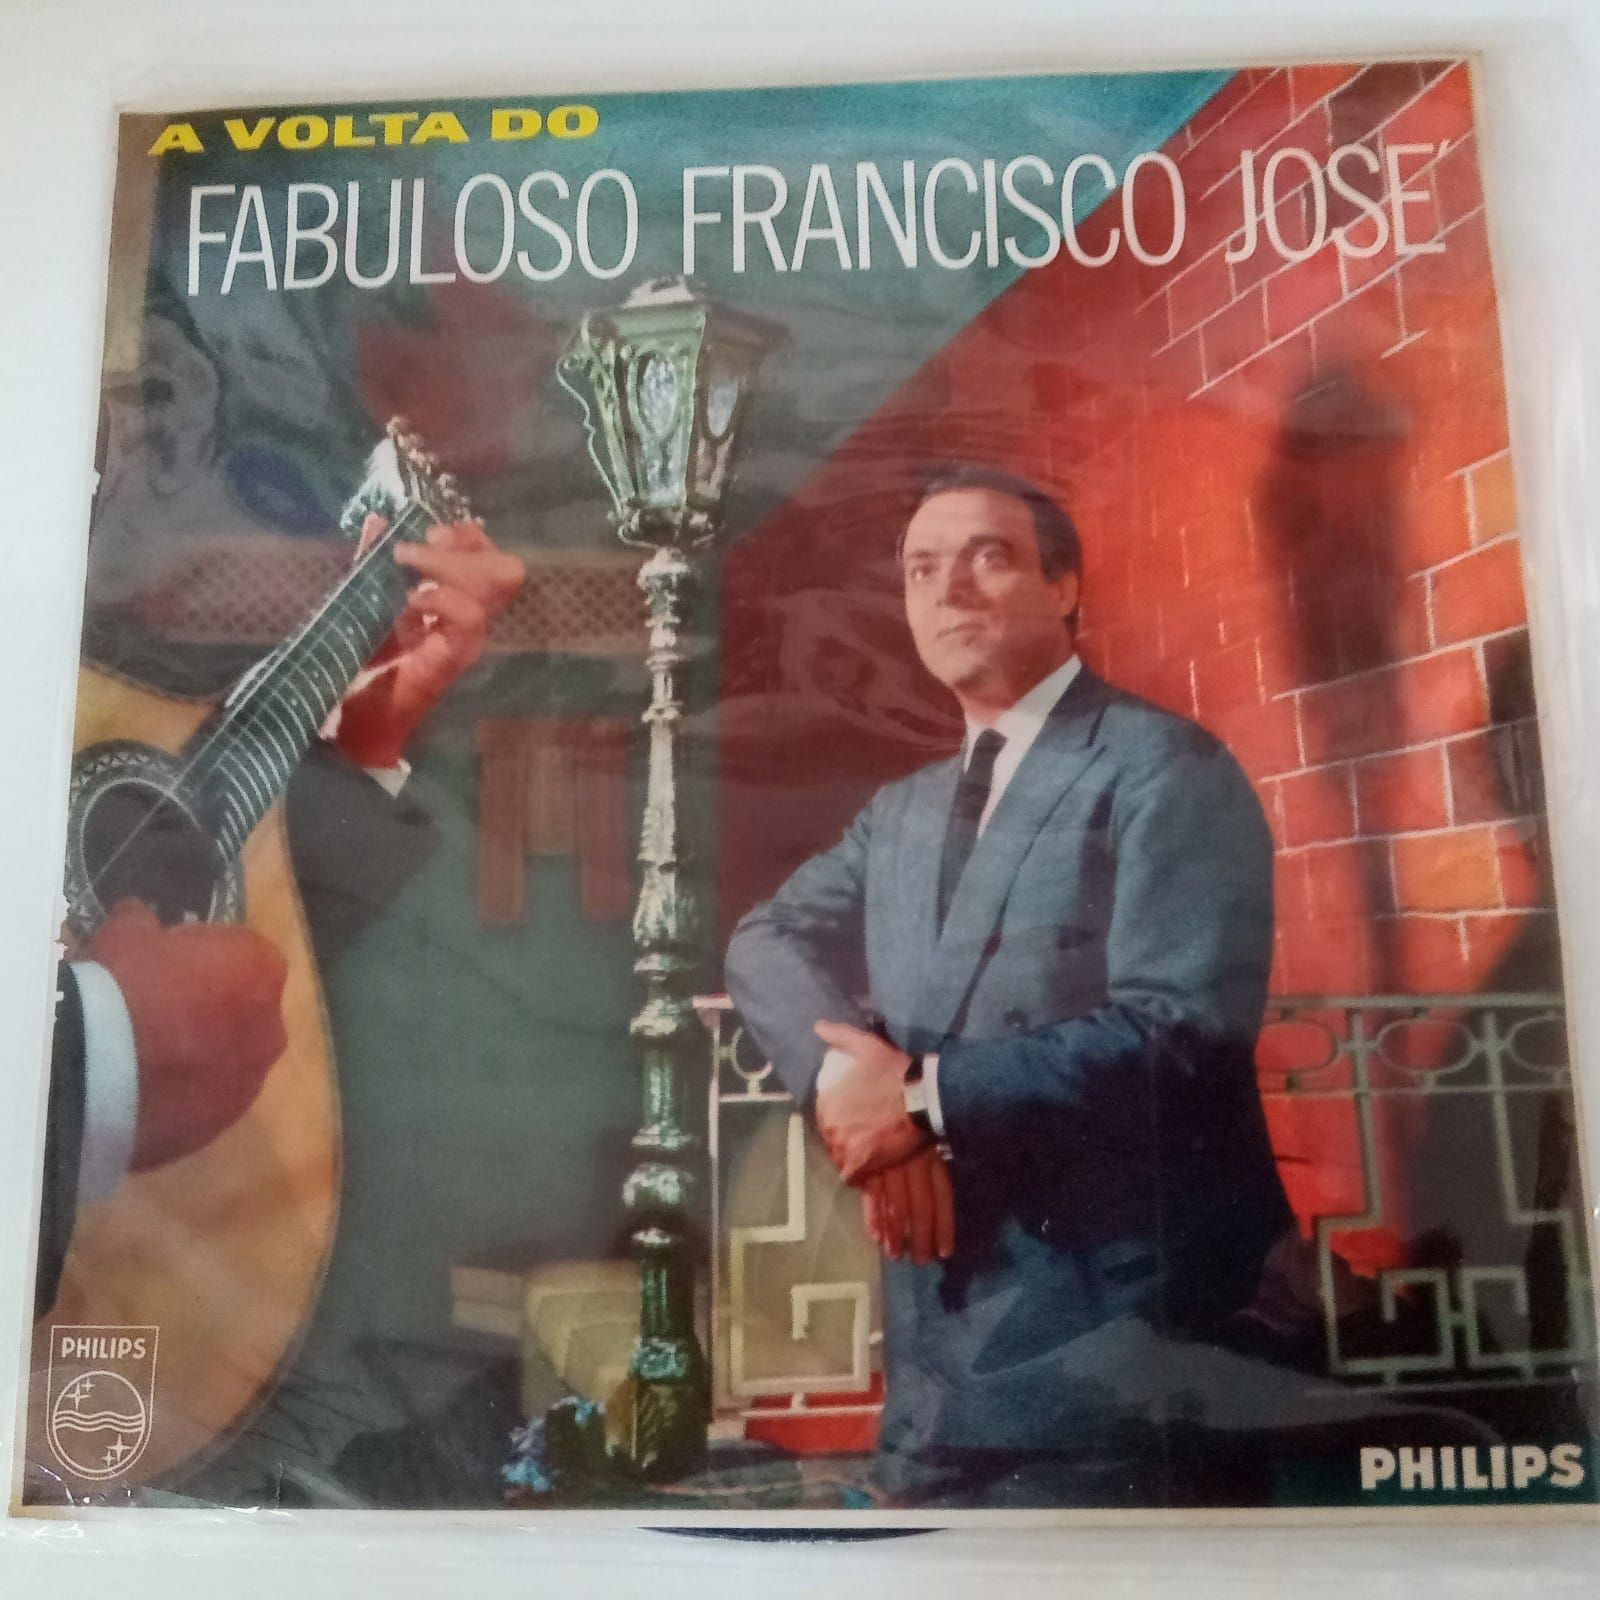 A VOLTA DO
FABULOSO FRANCISCO JOSÉ
PHILIPS
PHILIPS